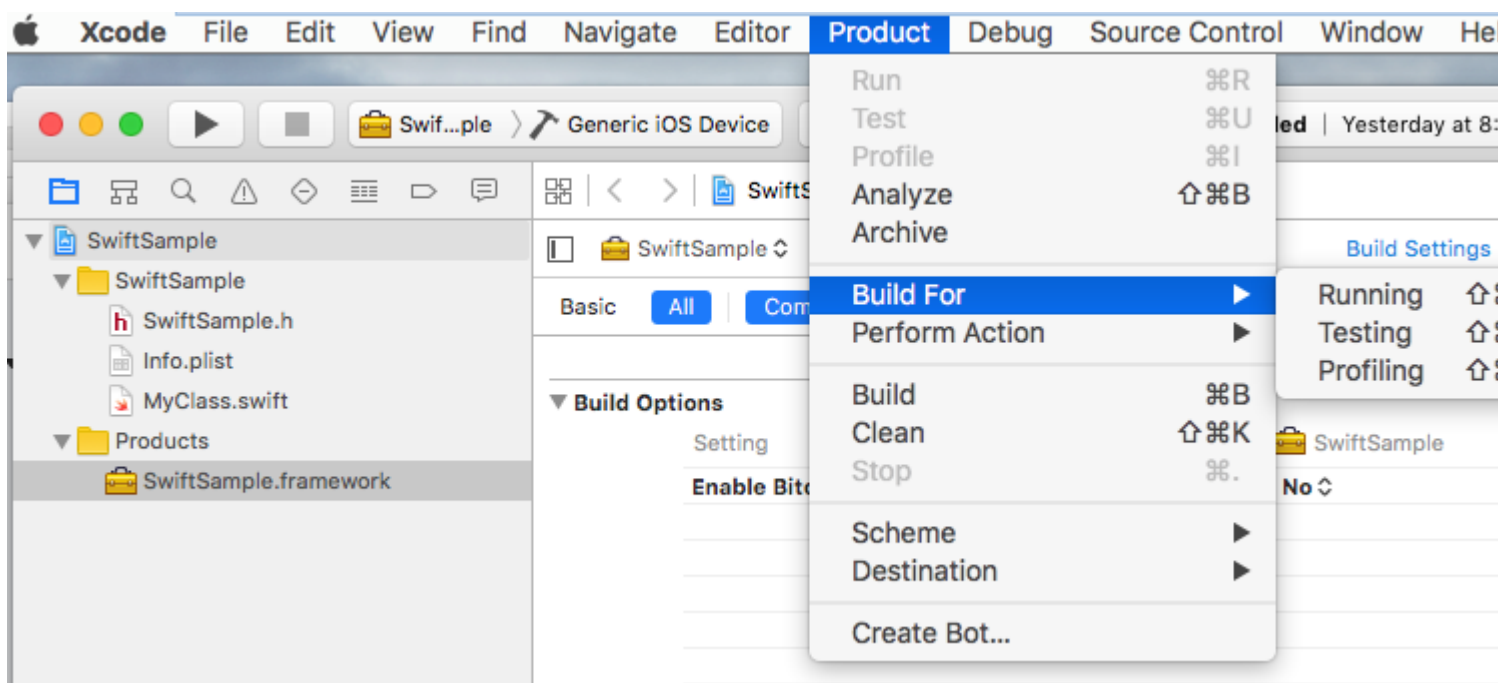 Xcode File Edit View Find Navigate Editor Product Debug Source Control Window
Run ⌘R
Swif...ple Generic iOS Device Test ⌘U Yesterday at 8:
Profile ⌘I
SwiftS Analyze ⇧⌘B
SwiftSample SwiftSample Archive Build Settings
SwiftSample Basic All Build For Running
SwiftSample.h Perform Action Testing
Info.plist Profiling
MyClass.swift Build Options Build ⌘B
Products Setting Clean ⇧⌘K SwiftSample
SwiftSample.framework Enable Stop ⌘. No
Scheme
Destination
Create Bot...